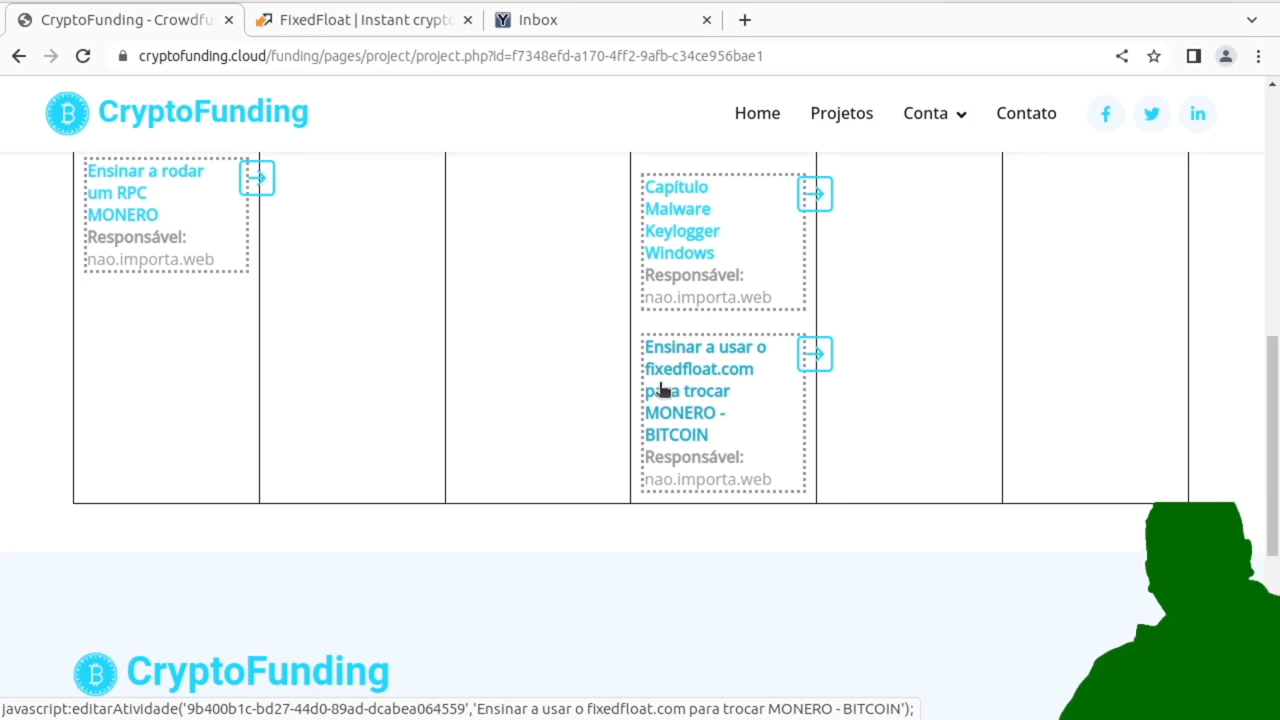 CryptoFunding - Crowdfu
FixedFloat | Instant crypto
Inbox
cryptofunding.cloud/funding/pages/project/project.php?id=f7348efd-a170-4ff2-9afb-c34ce956bae1
CryptoFunding
Home
Projetos
Conta
Contato
Ensinar a rodar
um RPC
MONERO
Responsável:
nao.importa.web
Capítulo
Malware
Keylogger
Windows
Responsável:
nao.importa.web
Ensinar a usar o
fixedfloat.com
para trocar
MONERO -
BITCOIN
Responsável:
nao.importa.web
CryptoFunding
javascript:editarAtividade('9b400b1c-bd27-44d0-89ad-dcabea064559','Ensinar a usar o fixedfloat.com para trocar MONERO - BITCOIN');